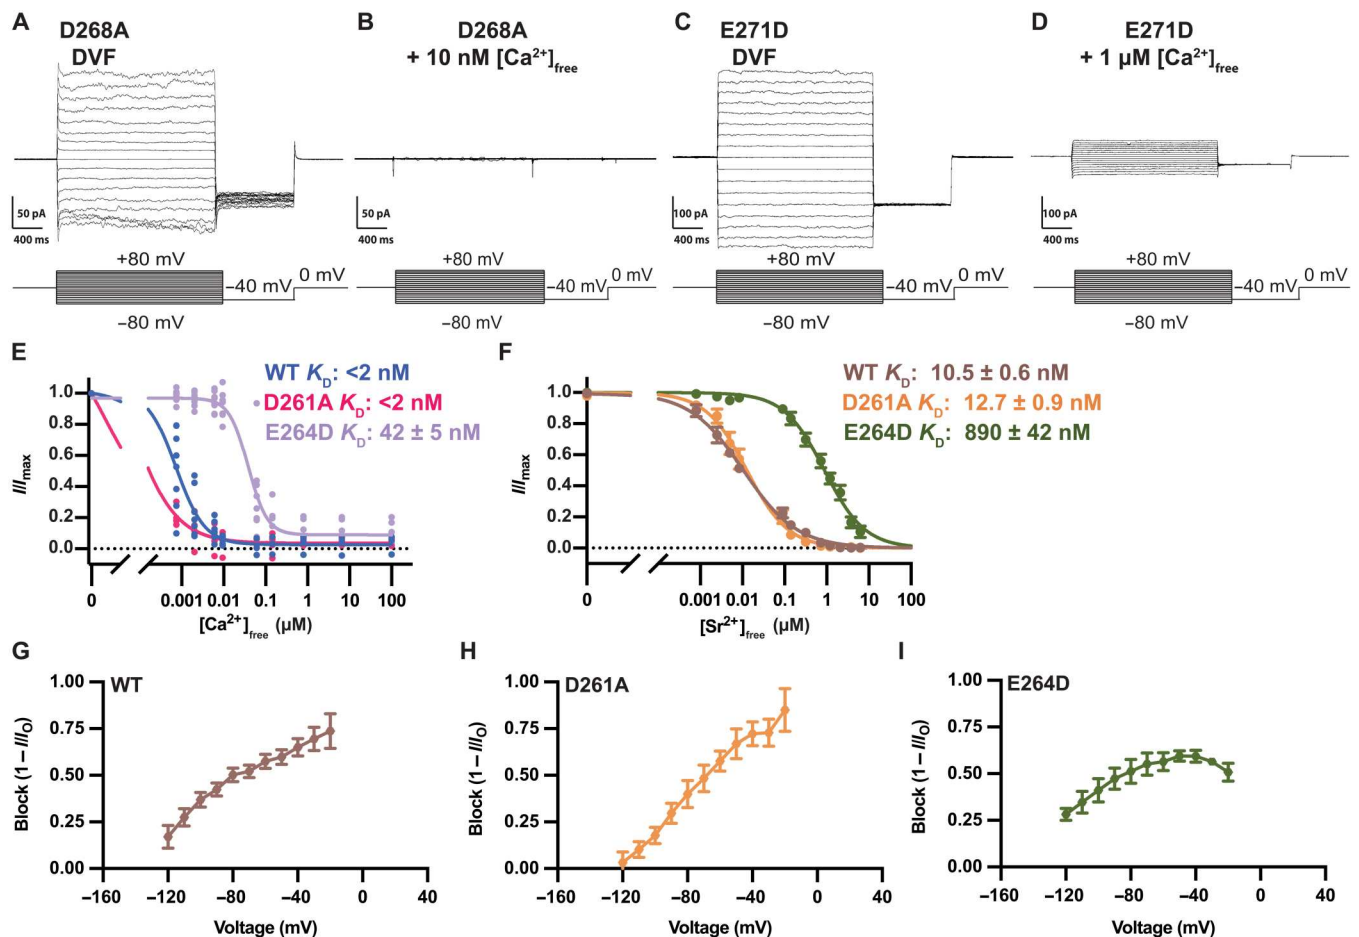 A
D268A
DVF
50 pA
400 ms
+80 mV
−40 mV
0 mV
−80 mV
B
D268A
+ 10 nM [Ca²⁺]free
50 pA
400 ms
+80 mV
−40 mV
0 mV
−80 mV
C
E271D
DVF
100 pA
400 ms
+80 mV
−40 mV
0 mV
−80 mV
D
E271D
+ 1 µM [Ca²⁺]free
100 pA
400 ms
+80 mV
−40 mV
0 mV
−80 mV
E
WT KD: <2 nM
D261A KD: <2 nM
E264D KD: 42 ± 5 nM
I/Imax
1.0
0.8
0.6
0.4
0.2
0.0
0 0.001 0.01 0.1 1 10 100
[Ca²⁺]free (µM)
F
WT KD: 10.5 ± 0.6 nM
D261A KD: 12.7 ± 0.9 nM
E264D KD: 890 ± 42 nM
I/Imax
1.0
0.8
0.6
0.4
0.2
0.0
0 0.001 0.01 0.1 1 10 100
[Sr²⁺]free (µM)
G
WT
Block (1 − I/IO)
1.00
0.75
0.50
0.25
0.00
−160 −120 −80 −40 0 40
Voltage (mV)
H
D261A
Block (1 − I/IO)
1.00
0.75
0.50
0.25
0.00
−160 −120 −80 −40 0 40
Voltage (mV)
I
E264D
Block (1 − I/IO)
1.00
0.75
0.50
0.25
0.00
−160 −120 −80 −40 0 40
Voltage (mV)